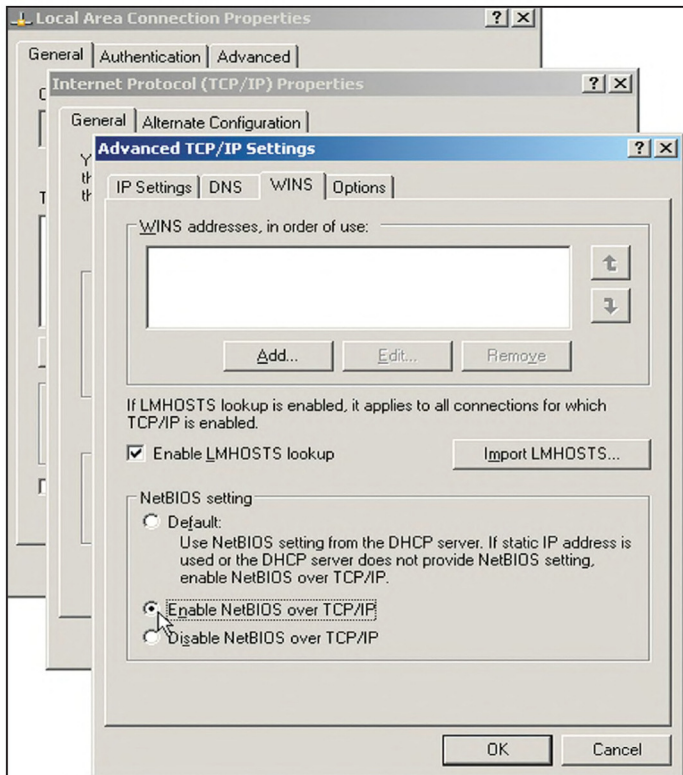 Local Area Connection Properties
General Authentication Advanced
Internet Protocol (TCP/IP) Properties
General Alternate Configuration
Advanced TCP/IP Settings
IP Settings DNS WINS Options
WINS addresses, in order of use:
Add... Edit... Remove
If LMHOSTS lookup is enabled, it applies to all connections for which
TCP/IP is enabled.
Enable LMHOSTS lookup
Import LMHOSTS...
NetBIOS setting
Default:
Use NetBIOS setting from the DHCP server. If static IP address is
used or the DHCP server does not provide NetBIOS setting,
enable NetBIOS over TCP/IP.
Enable NetBIOS over TCP/IP
Disable NetBIOS over TCP/IP
OK Cancel